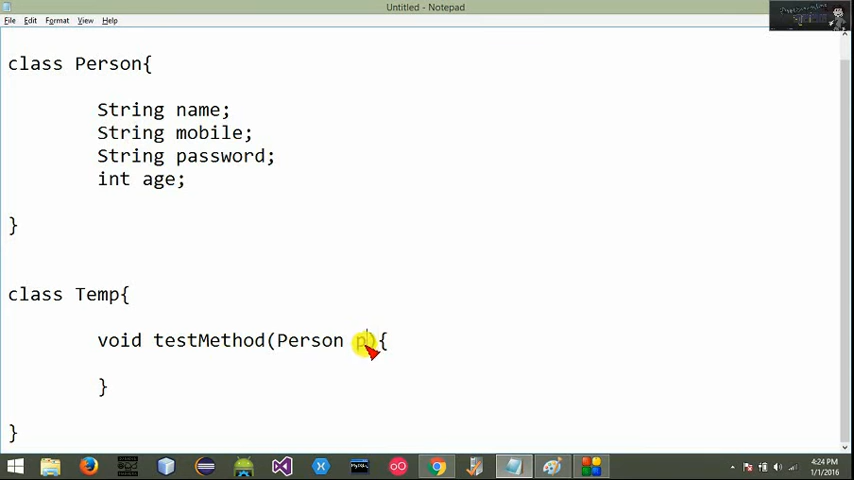 Untitled - Notepad
File Edit Format View Help
class Person{
String name;
String mobile;
String password;
int age;
}
class Temp{
void testMethod(Person p){
}
}
4:24 PM
1/1/2016